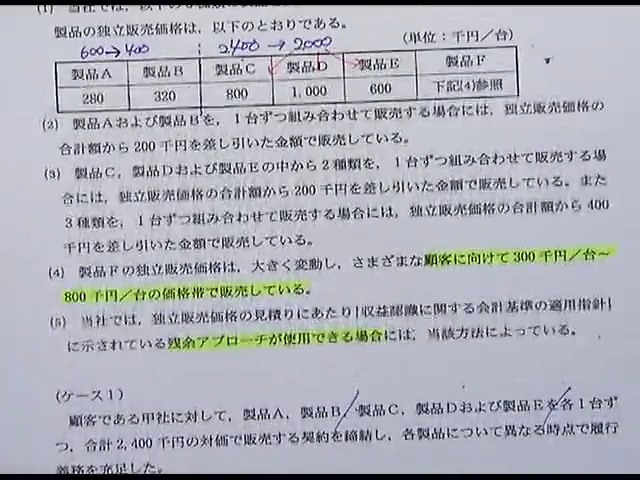 (1) 当社では，以下の
製品の独立販売価格は，以下のとおりである。
600→400 2400→2000 （単位：千円／台）
製品A 製品B 製品C 製品D 製品E 製品F
280 320 800 1,000 600 下記(4)参照
(2) 製品Aおよび製品Bを，1台ずつ組み合わせて販売する場合には，独立販売価格の
合計額から200千円を差し引いた金額で販売している。
(3) 製品C，製品Dおよび製品Eの中から2種類を，1台ずつ組み合わせて販売する場
合には，独立販売価格の合計額から200千円を差し引いた金額で販売している。また
3種類を，1台ずつ組み合わせて販売する場合には，独立販売価格の合計額から400
千円を差し引いた金額で販売している。
(4) 製品Fの独立販売価格は，大きく変動し，さまざまな顧客に向けて300千円／台～
800千円／台の価格帯で販売している。
(5) 当社では，独立販売価格の見積りにあたり「収益認識に関する会計基準の適用指針」
に示されている残余アプローチが使用できる場合には，当該方法によっている。
（ケース1）
顧客である甲社に対して，製品A，製品B，製品C，製品Dおよび製品Eを各1台ず
つ，合計2,400千円の対価で販売する契約を締結し，各製品について異なる時点で履行
義務を充足した。